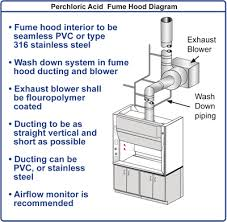 Perchloric Acid Fume Hood Diagram
• Fume hood interior to be
seamless PVC or type
316 stainless steel
• Wash down system in fume
hood ducting and blower
• Exhaust blower shall
be flouropolymer
coated
• Ducting to be as
straight vertical and
short as possible
• Ducting can be
PVC, or stainless
steel
• Airflow monitor is
recommended
Exhaust
Blower
Wash
Down
piping